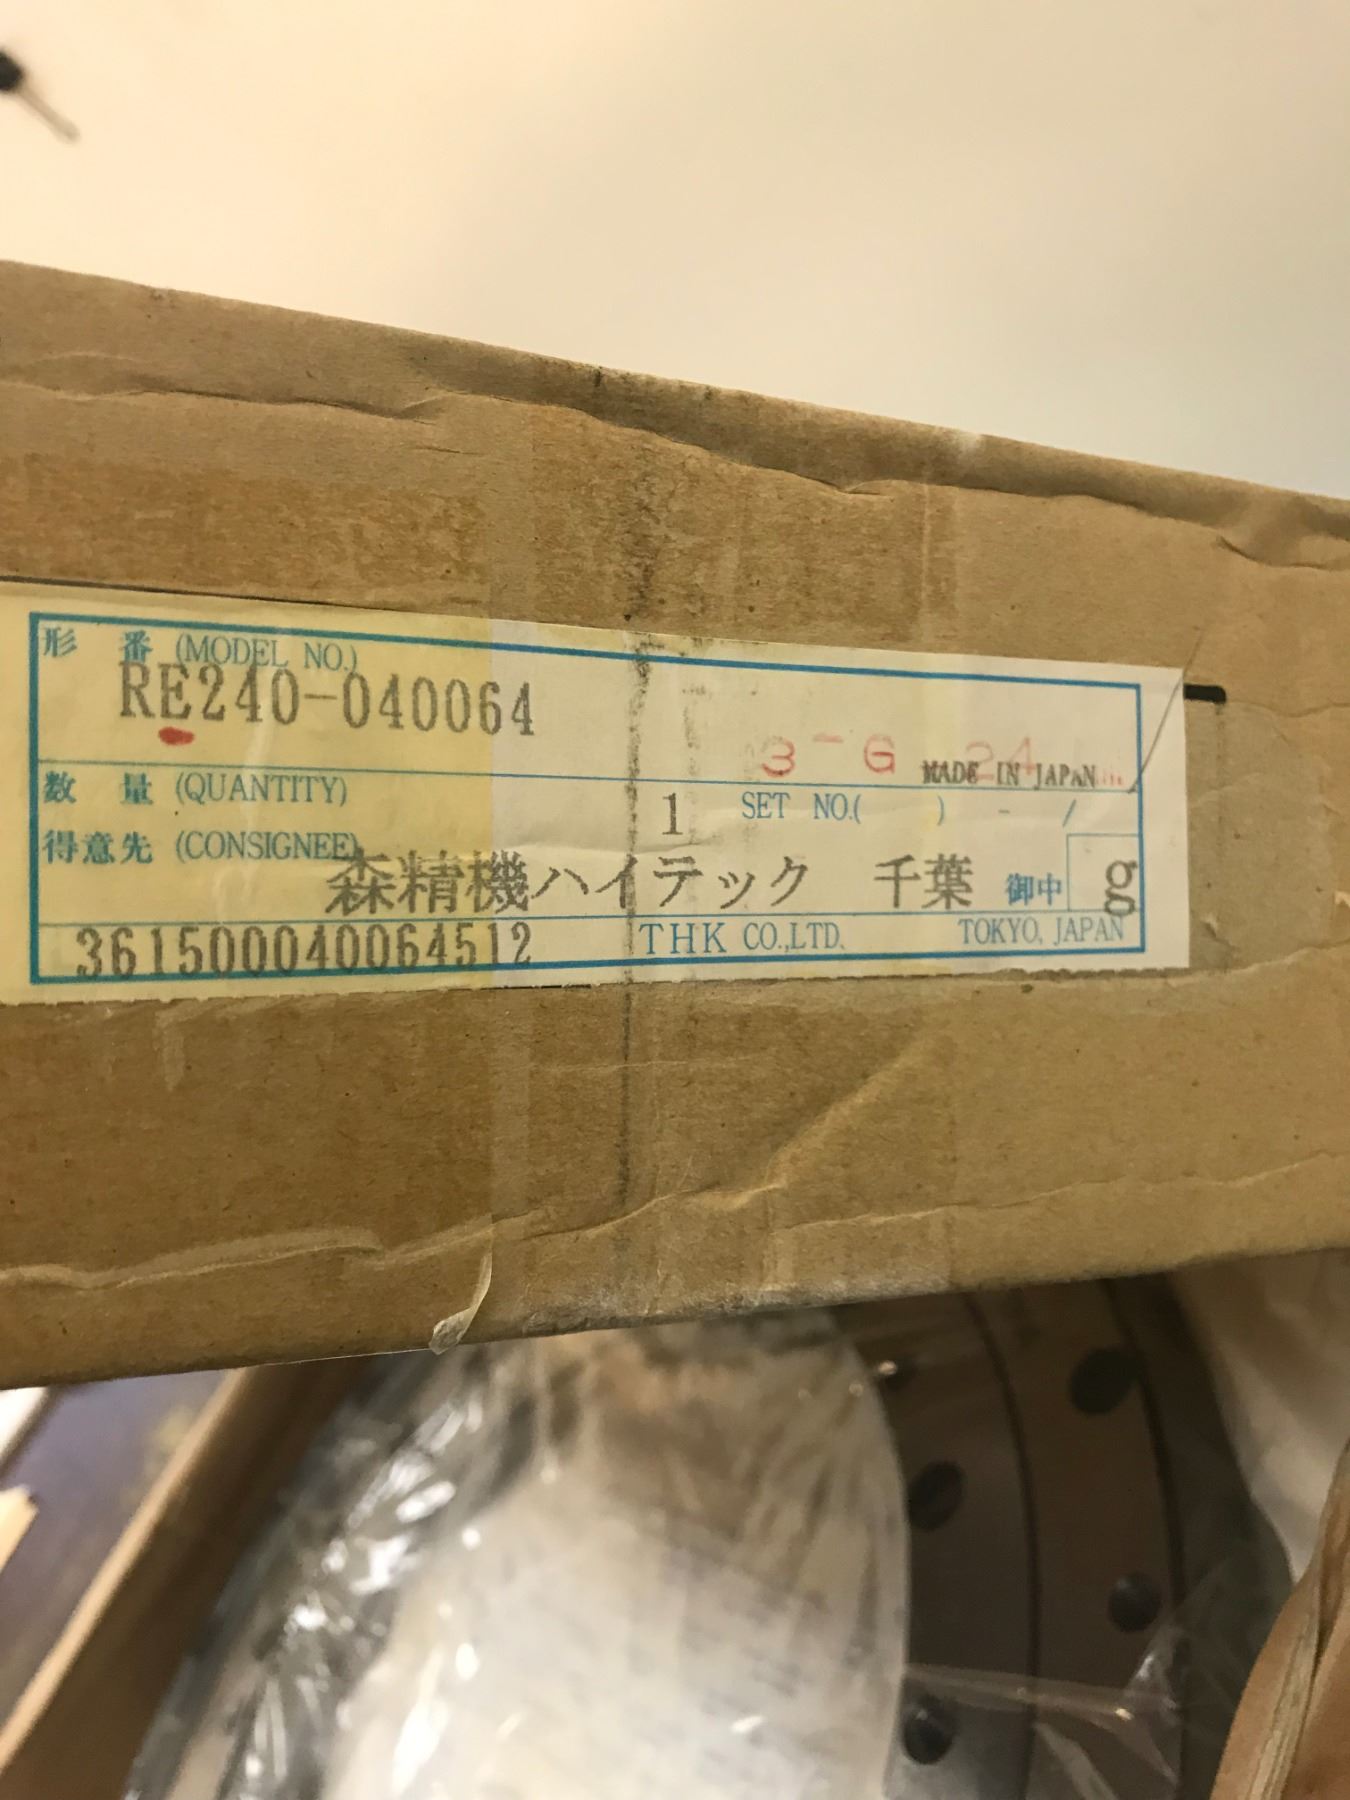 形 番 (MODEL NO.)
RE240-040064
3-G 24
MADE IN JAPAN
数 量 (QUANTITY) 1 SET NO.( ) - /
得意先 (CONSIGNEE)
森精機ハイテック 千葉 御中 g
361500040064512 THK CO.,LTD. TOKYO, JAPAN